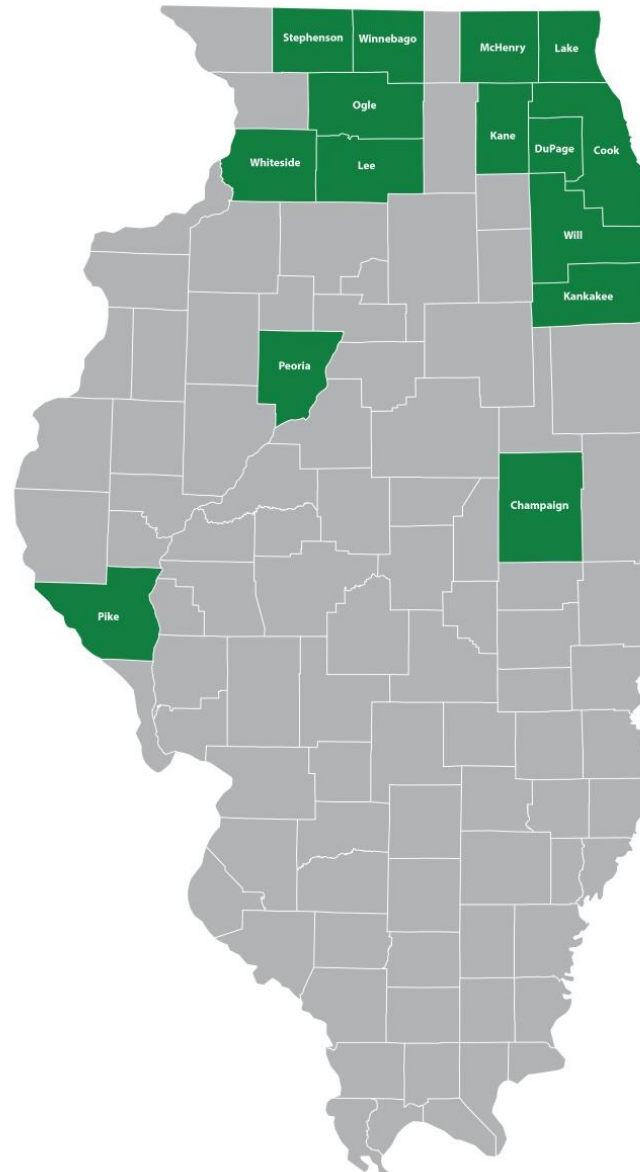 Stephenson
Winnebago
McHenry
Lake
Ogle
Kane
DuPage
Cook
Whiteside
Lee
Will
Kankakee
Peoria
Champaign
Pike